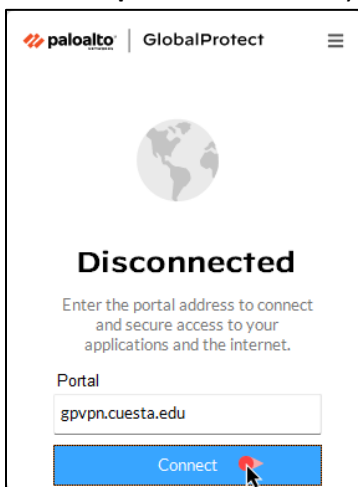 paloalto GlobalProtect
NETWORKS
Disconnected
Enter the portal address to connect
and secure access to your
applications and the internet.
Portal
gpvpn.cuesta.edu
Connect